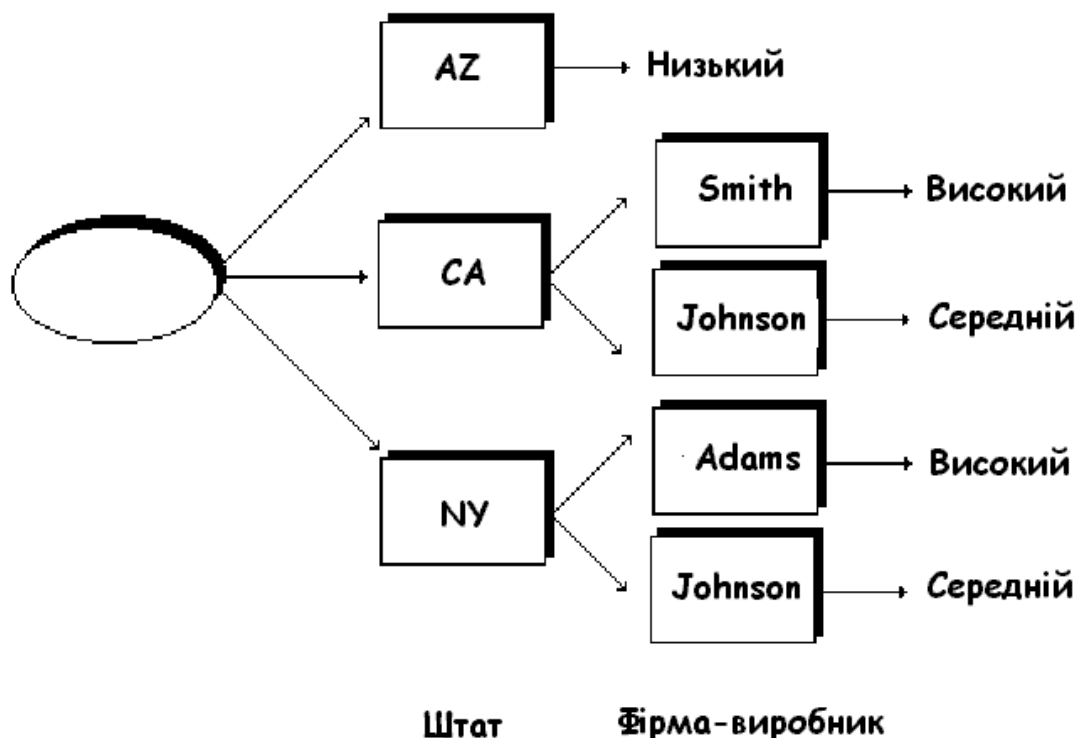 AZ
Низький
Smith
Високий
CA
Johnson
Середній
Adams
Високий
NY
Johnson
Середній
Штат
Фірма-виробник